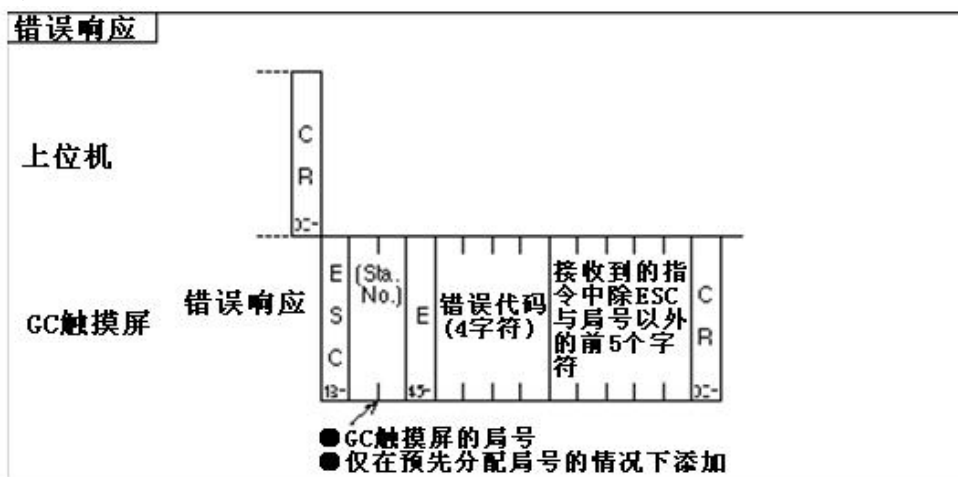 错误响应
上位机
C
R
GC触摸屏
错误响应
E
S
C
(Sta.
No.)
E
错误代码
(4字符)
接收到的指
令中除ESC
与局号以外
的前5个字
符
C
R
●GC触摸屏的局号
●仅在预先分配局号的情况下添加